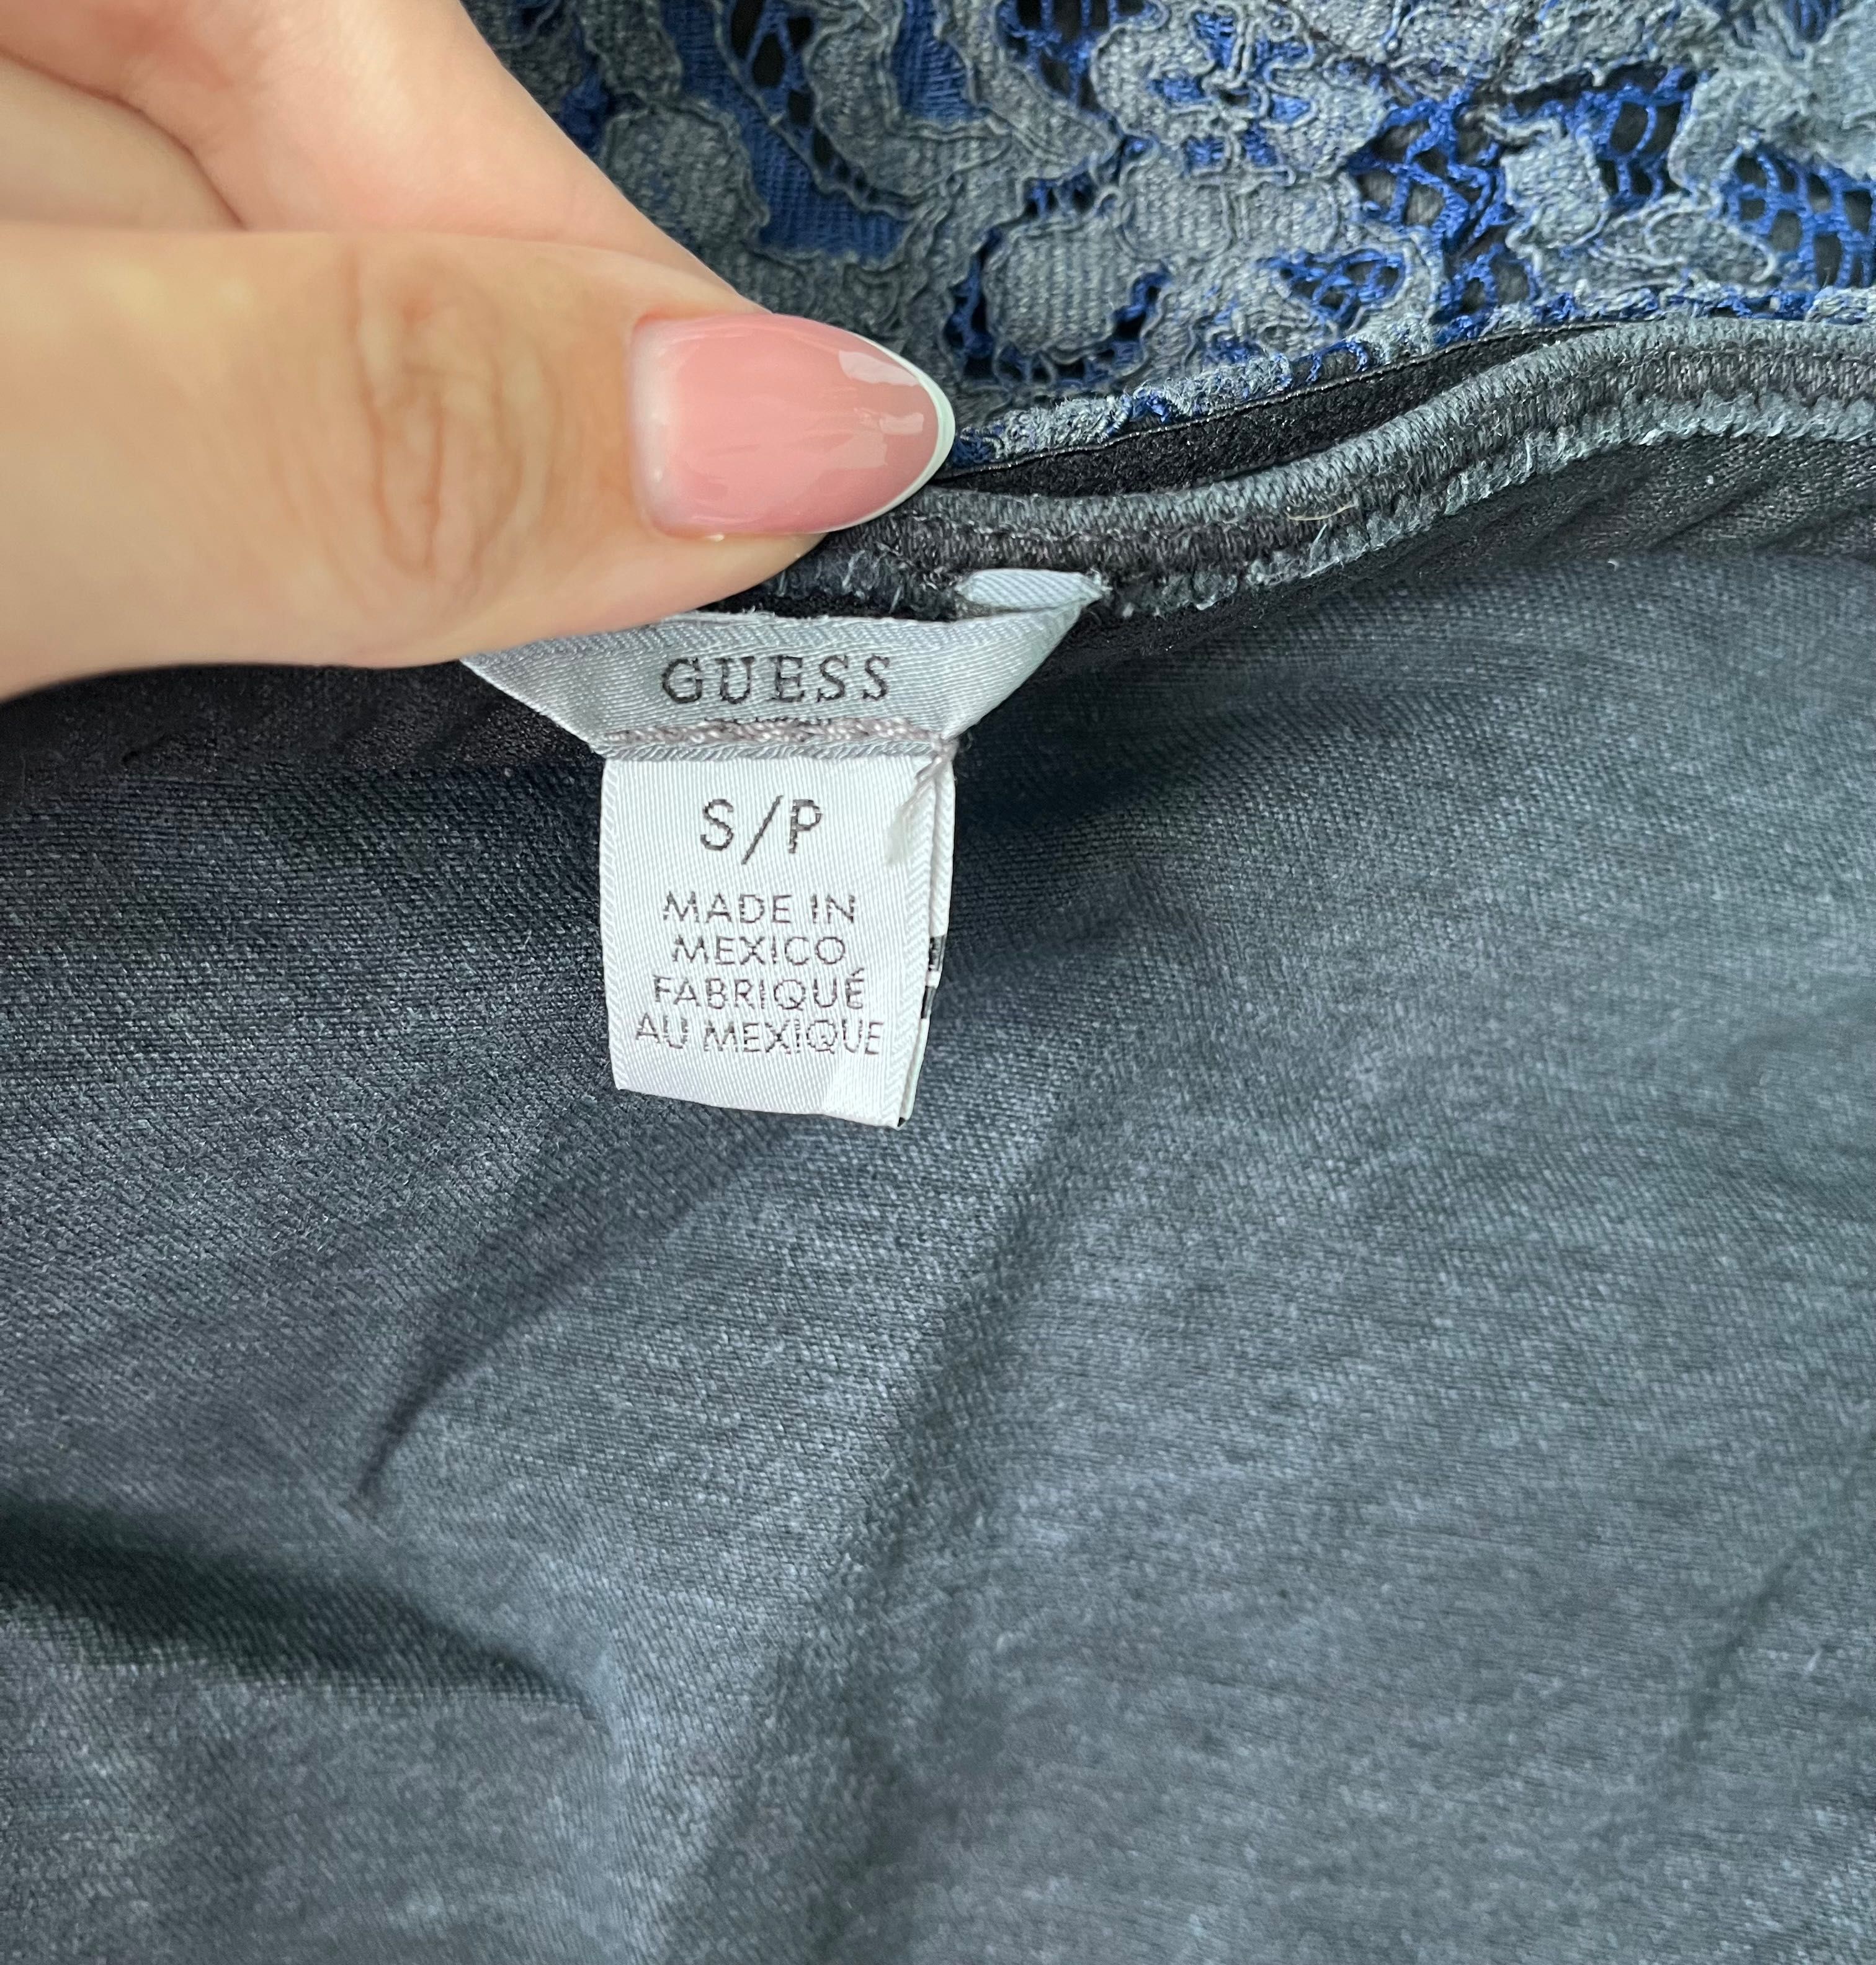 GUESS
S/P
MADE IN
MEXICO
FABRIQUÉ
AU MEXIQUE